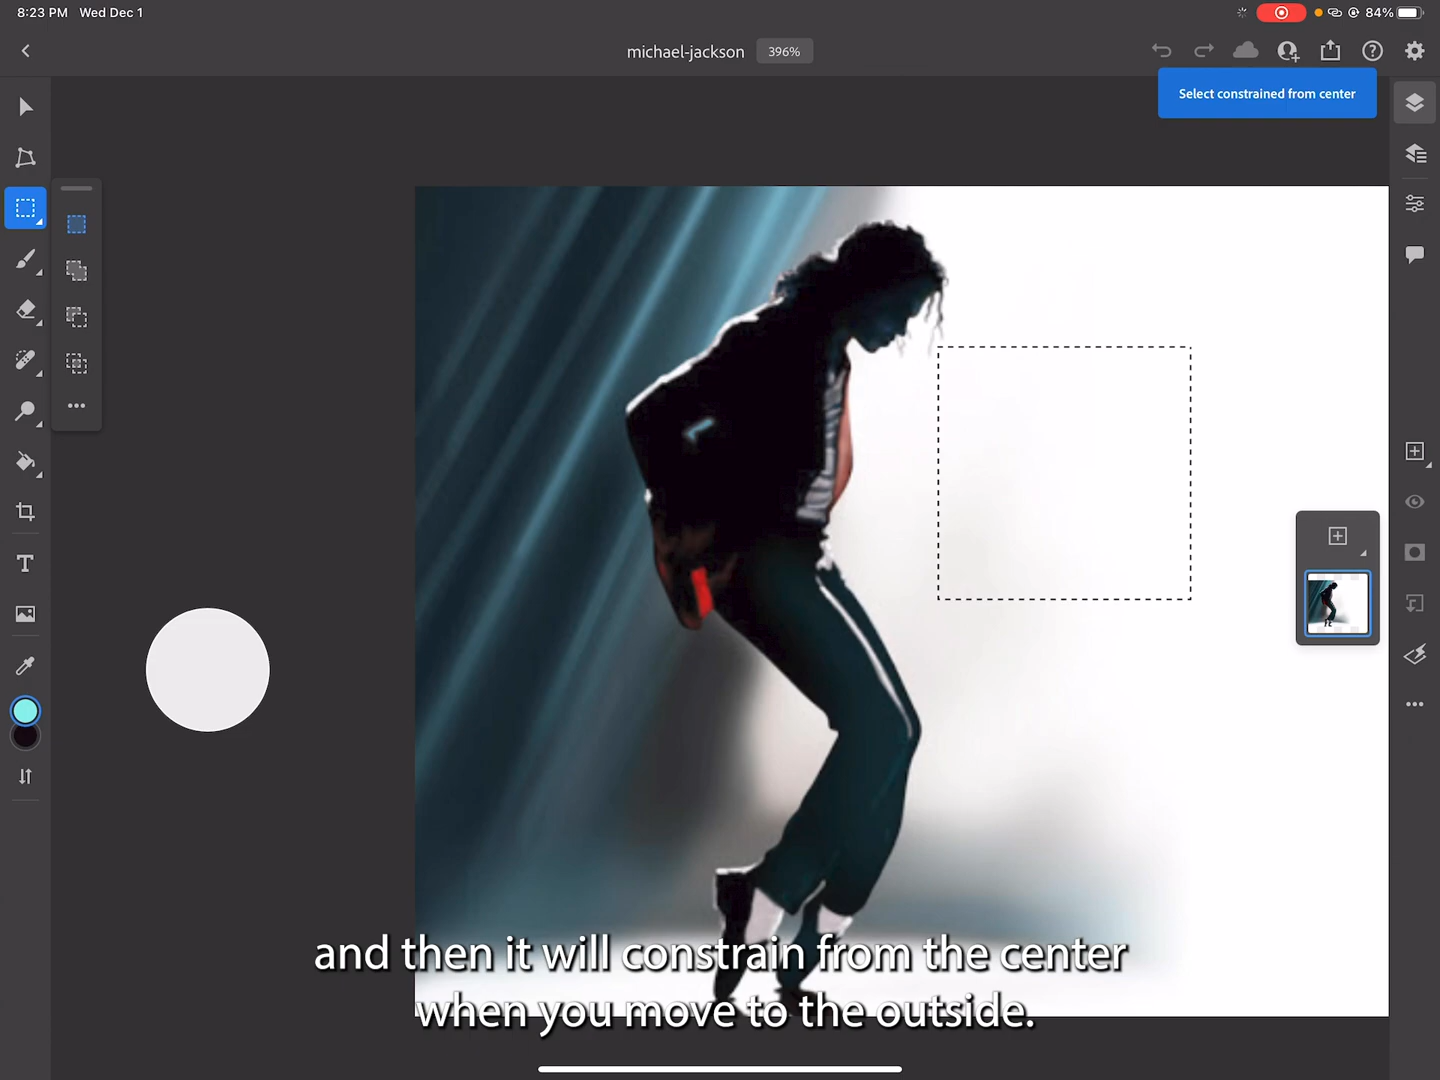 8:23 PM Wed Dec 1
84%
michael-jackson
396%
Select constrained from center
T
and then it will constrain from the center
when you move to the outside.